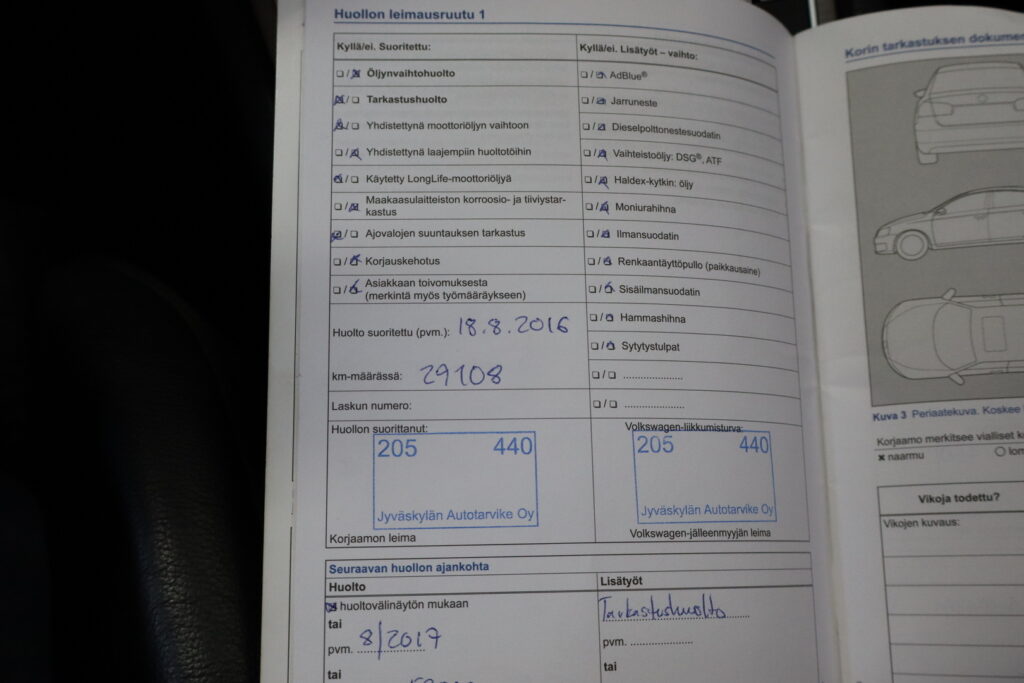 Huollon leimausruutu 1
Kyllä/ei. Suoritettu:
Öljynvaihtohuolto
Tarkastushuolto
Yhdistettynä moottoriöljyn vaihtoon
Yhdistettynä laajempiin huoltotöihin
Käytetty LongLife-moottoriöljyä
Maakaasulaitteiston korroosio- ja tiiviystar-
kastus
Ajovalojen suuntauksen tarkastus
Korjauskehotus
Asiakkaan toivomuksesta
(merkintä myös työmääräykseen)
Huolto suoritettu (pvm.): 18.8.2016
km-määrässä: 29108
Laskun numero:
Kyllä/ei. Lisätyöt – vaihto:
AdBlue®
Jarruneste
Dieselpolttonestesuodatin
Vaihteistoöljy: DSG®, ATF
Haldex-kytkin: öljy
Moniurahihna
Ilmansuodatin
Renkaantäyttöpullo (paikkausaine)
Sisäilmansuodatin
Hammashihna
Sytytystulpat
Huollon suorittanut:
205 440
Jyväskylän Autotarvike Oy
Korjaamon leima
Volkswagen-liikkumisturva:
205 440
Jyväskylän Autotarvike Oy
Volkswagen-jälleenmyyjän leima
Seuraavan huollon ajankohta
Huolto
huoltovälinäytön mukaan
tai
pvm. 8/2017
tai
Lisätyöt
Tarkastushuolto
pvm.
tai
Korin tarkastuksen
Kuva 3 Periaatekuva. Koskee
Korjaamo merkitsee vialliset
naarmu
Vikoja todettu?
Vikojen kuvaus: